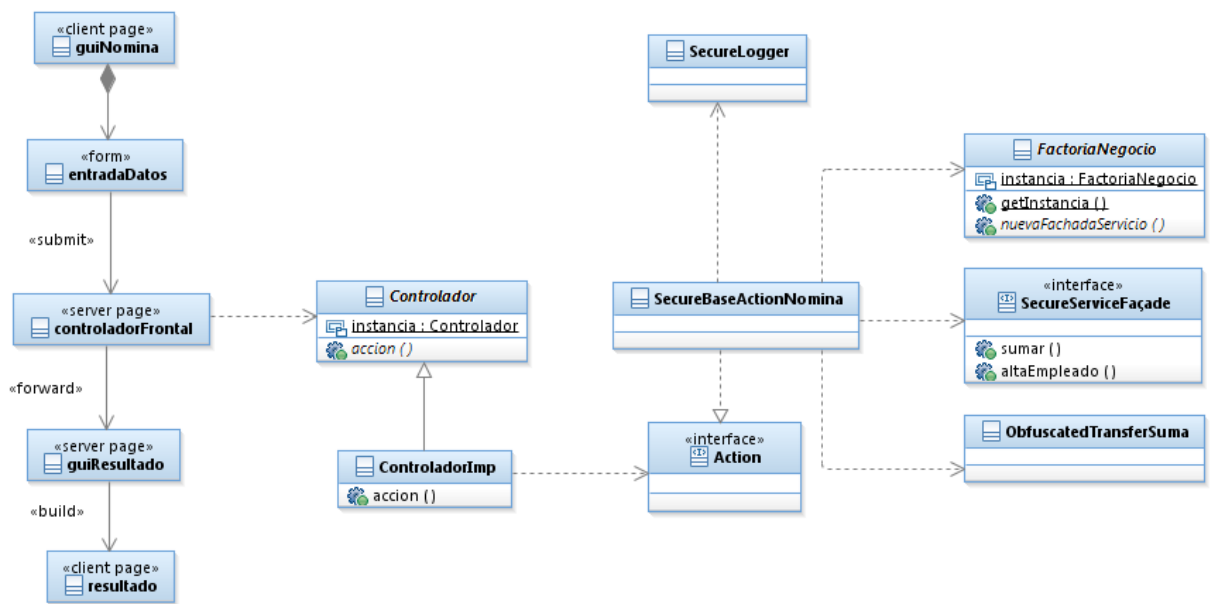 «client page»
guiNomina
«form»
entradaDatos
«submit»
«server page»
controladorFrontal
«forward»
«server page»
guiResultado
«build»
«client page»
resultado
Controlador
instancia : Controlador
accion ( )
ControladorImp
accion ( )
SecureLogger
SecureBaseActionNomina
«interface»
Action
FactoriaNegocio
instancia : FactoriaNegocio
getInstancia ( )
nuevaFachadaServicio ( )
«interface»
SecureServiceFaçade
sumar ( )
altaEmpleado ( )
ObfuscatedTransferSuma